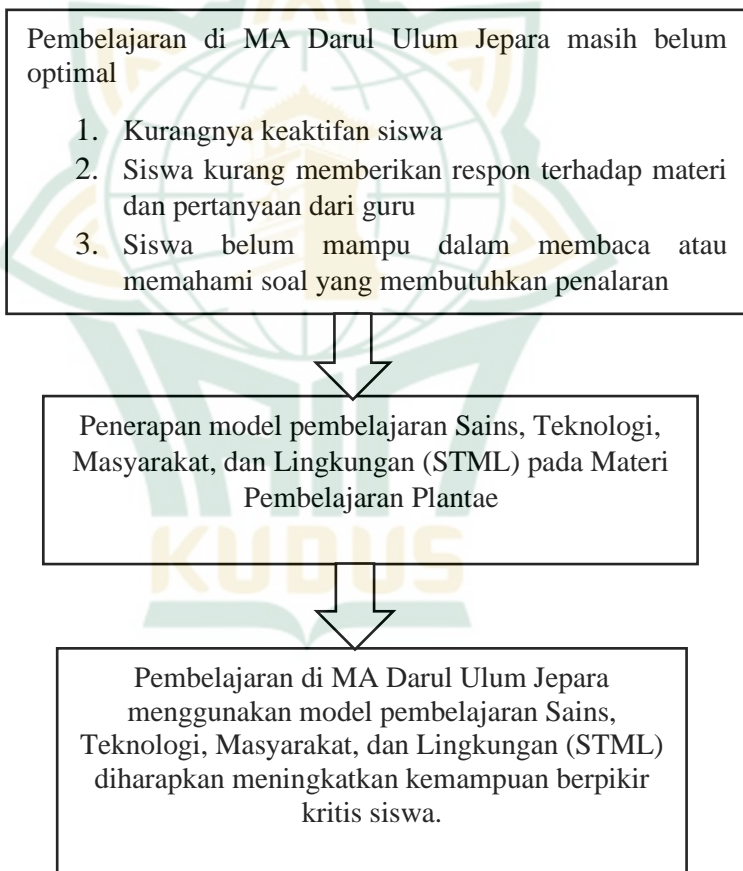 Pembelajaran di MA Darul Ulum Jepara masih belum
optimal
1. Kurangnya keaktifan siswa
2. Siswa kurang memberikan respon terhadap materi
dan pertanyaan dari guru
3. Siswa belum mampu dalam membaca atau
memahami soal yang membutuhkan penalaran
Penerapan model pembelajaran Sains, Teknologi,
Masyarakat, dan Lingkungan (STML) pada Materi
Pembelajaran Plantae
KUDUS
Pembelajaran di MA Darul Ulum Jepara
menggunakan model pembelajaran Sains,
Teknologi, Masyarakat, dan Lingkungan (STML)
diharapkan meningkatkan kemampuan berpikir
kritis siswa.